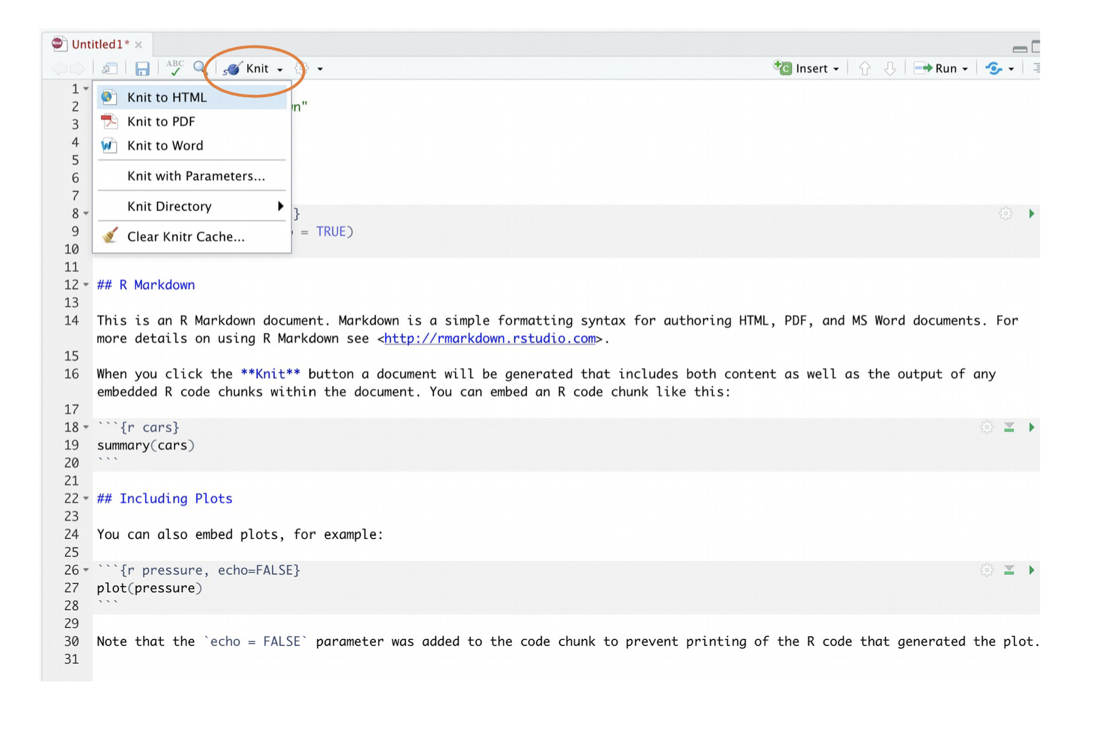 Untitled1*
ABC Knit Insert Run
1
Knit to HTML
2 n"
3 Knit to PDF
4 Knit to Word
5
6 Knit with Parameters...
7
Knit Directory
8 }
9 = TRUE)
Clear Knitr Cache...
10
11
12 ## R Markdown
13
14 This is an R Markdown document. Markdown is a simple formatting syntax for authoring HTML, PDF, and MS Word documents. For
more details on using R Markdown see <http://rmarkdown.rstudio.com>.
15
16 When you click the **Knit** button a document will be generated that includes both content as well as the output of any
embedded R code chunks within the document. You can embed an R code chunk like this:
17
18 ```{r cars}
19 summary(cars)
20 ```
21
22 ## Including Plots
23
24 You can also embed plots, for example:
25
26 ```{r pressure, echo=FALSE}
27 plot(pressure)
28 ```
29
30 Note that the `echo = FALSE` parameter was added to the code chunk to prevent printing of the R code that generated the plot.
31